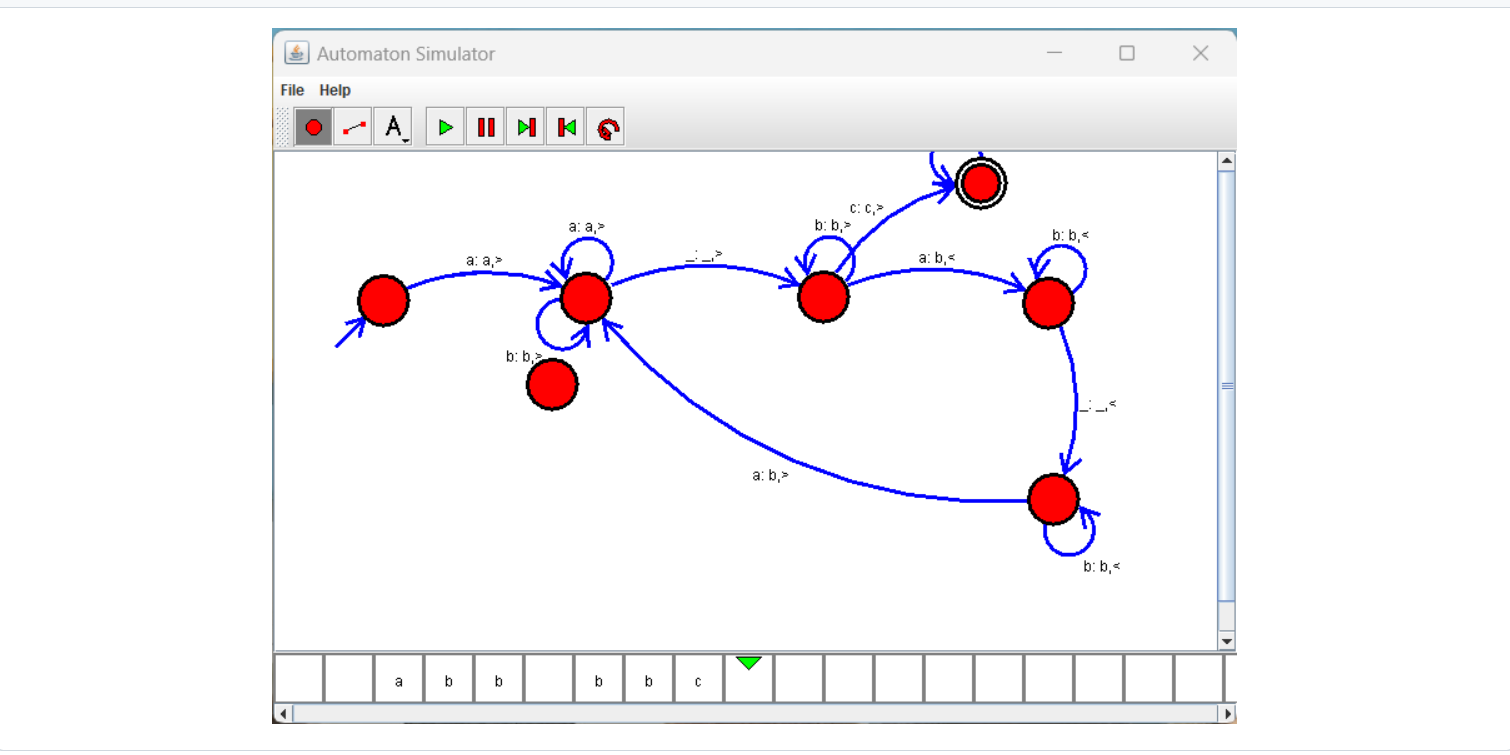 Automaton Simulator
File Help
A
c: c,>
a: a,>
b: b,>
b: b,<
a: a,>
_: _,>
a: b,<
b: b,>
_: _,<
a: b,>
b: b,<
a b b b b c